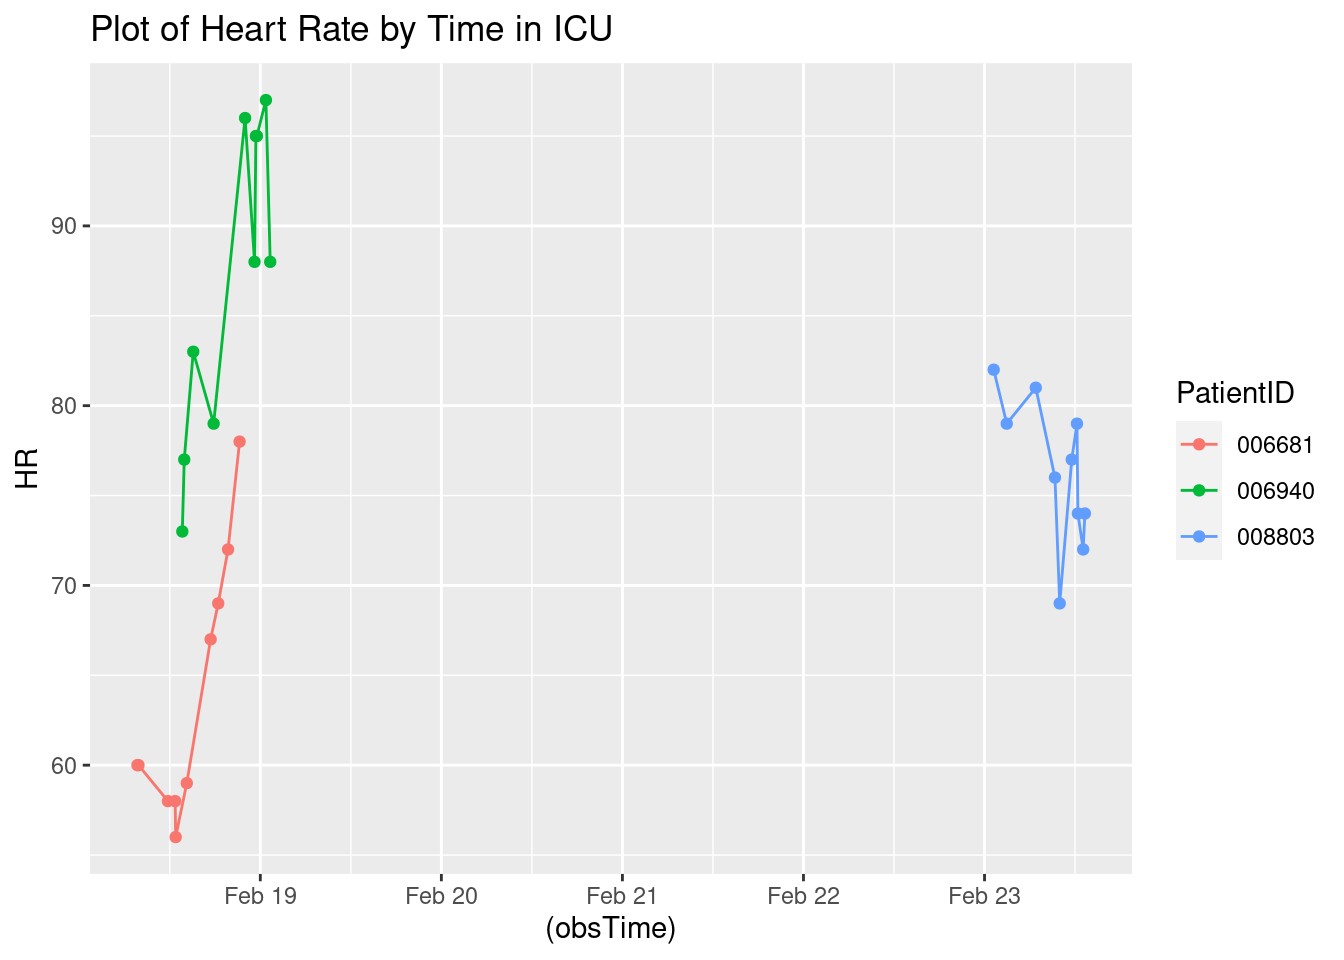 Plot of Heart Rate by Time in ICU
HR
90
80
70
60
Feb 19 Feb 20 Feb 21 Feb 22 Feb 23
(obsTime)
PatientID
006681
006940
008803